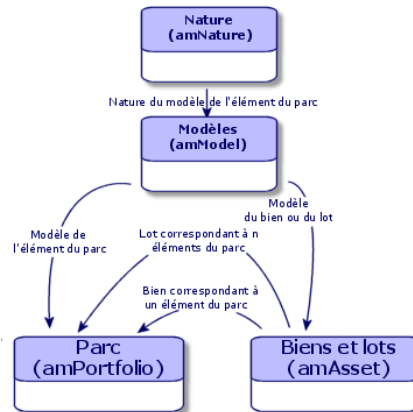 Nature
(amNature)
Nature du modèle de l'élément du parc
Modèles
(amModel)
Modèle
du bien ou du lot
Modèle de
l'élément du parc
Lot correspondant à n
éléments du parc
Bien correspondant à
un élément du parc
Parc
(amPortfolio)
Biens et lots
(amAsset)